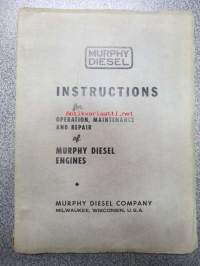 MURPHY
DIESEL
INSTRUCTIONS
for
OPERATION, MAINTENANCE
AND REPAIR
of
MURPHY DIESEL
ENGINES
MURPHY DIESEL COMPANY
MILWAUKEE, WISCONSIN, U.S.A.